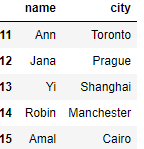 name city
11 Ann Toronto
12 Jana Prague
13 Yi Shanghai
14 Robin Manchester
15 Amal Cairo